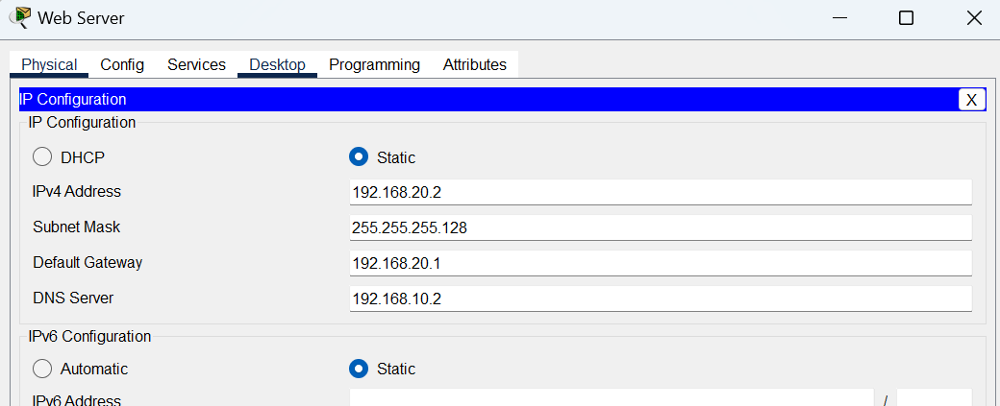 Web Server
Physical Config Services Desktop Programming Attributes
IP Configuration
X
IP Configuration
DHCP Static
IPv4 Address 192.168.20.2
Subnet Mask 255.255.255.128
Default Gateway 192.168.20.1
DNS Server 192.168.10.2
IPv6 Configuration
Automatic Static
IPv6 Address /